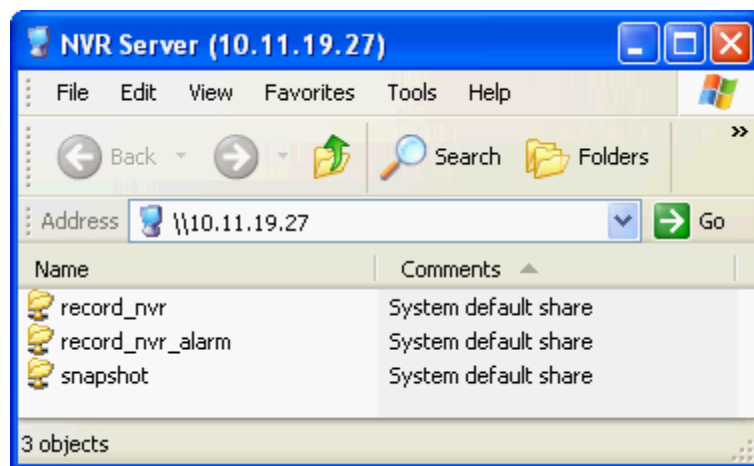 NVR Server (10.11.19.27)
File Edit View Favorites Tools Help
Back Search Folders »
Address \\10.11.19.27 Go
Name Comments
record_nvr System default share
record_nvr_alarm System default share
snapshot System default share
3 objects